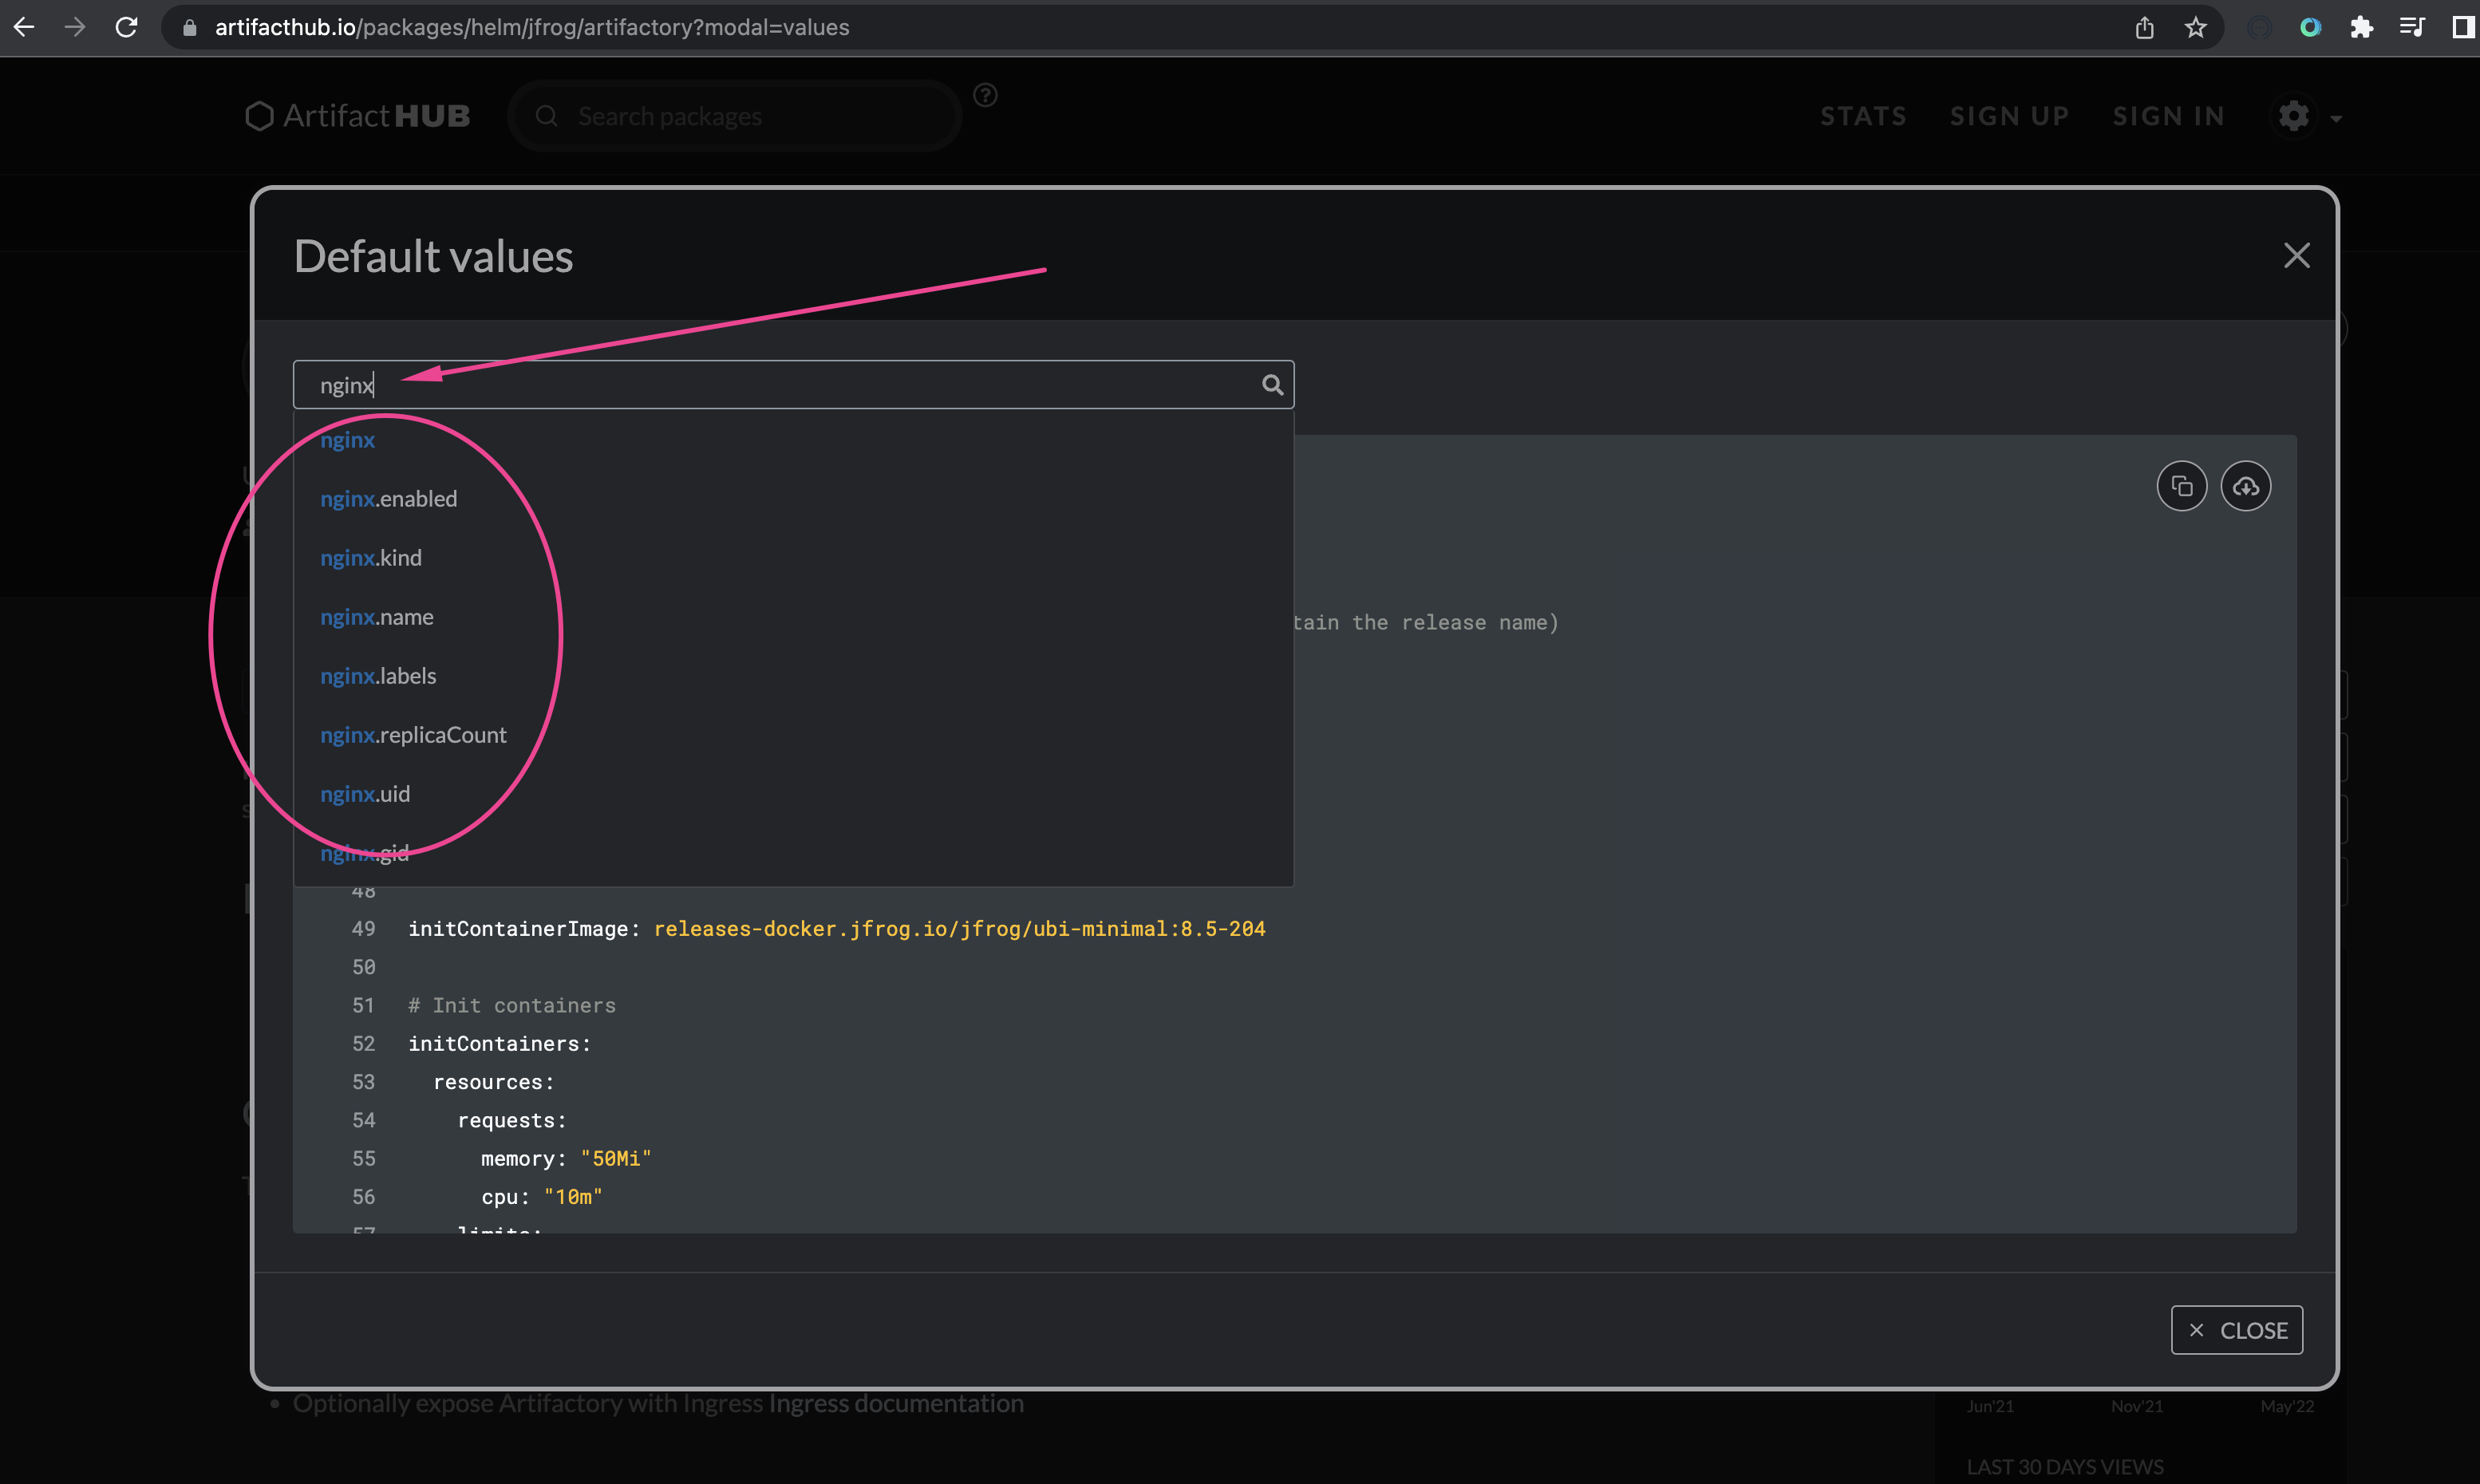 artifacthub.io/packages/helm/jfrog/artifactory?modal=values
ArtifactHUB
Search packages
?
STATS
SIGN UP
SIGN IN
Default values
nginx
nginx
nginx.enabled
nginx.kind
nginx.name
nginx.labels
nginx.replicaCount
nginx.uid
nginx.gid
tain the release name)
48
49 initContainerImage: releases-docker.jfrog.io/jfrog/ubi-minimal:8.5-204
50
51 # Init containers
52 initContainers:
53 resources:
54 requests:
55 memory: "50Mi"
56 cpu: "10m"
57 limits:
CLOSE
Optionally expose Artifactory with Ingress Ingress documentation
Jun'21
Nov'21
May'22
LAST 30 DAYS VIEWS